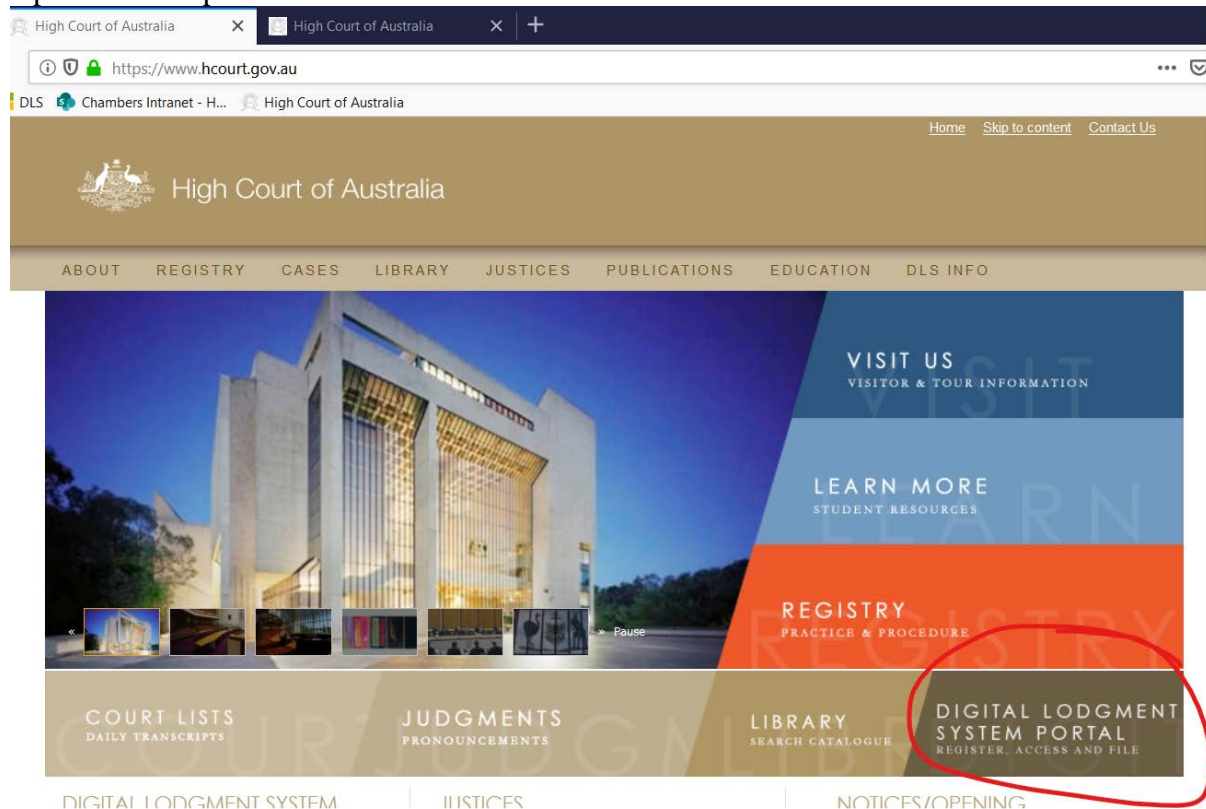 High Court of Australia
High Court of Australia
https://www.hcourt.gov.au
DLS Chambers Intranet - H... High Court of Australia
Home Skip to content Contact Us
High Court of Australia
ABOUT REGISTRY CASES LIBRARY JUSTICES PUBLICATIONS EDUCATION DLS INFO
VISIT US
VISITOR & TOUR INFORMATION
VISIT
LEARN MORE
STUDENT RESOURCES
LEARN
REGISTRY
PRACTICE & PROCEDURE
REGISTRY
« » Pause
COURT LISTS
DAILY TRANSCRIPTS
JUDGMENTS
PRONOUNCEMENTS
LIBRARY
SEARCH CATALOGUE
DIGITAL LODGMENT
SYSTEM PORTAL
REGISTER, ACCESS AND FILE
DIGITAL LODGMENT SYSTEM
JUSTICES
NOTICES/OPENING